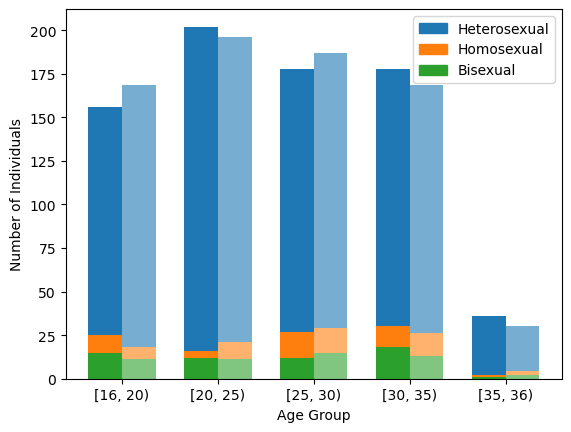 200
175
150
125
100
75
50
25
0
Number of Individuals
Heterosexual
Homosexual
Bisexual
[16, 20)
[20, 25)
[25, 30)
[30, 35)
[35, 36)
Age Group